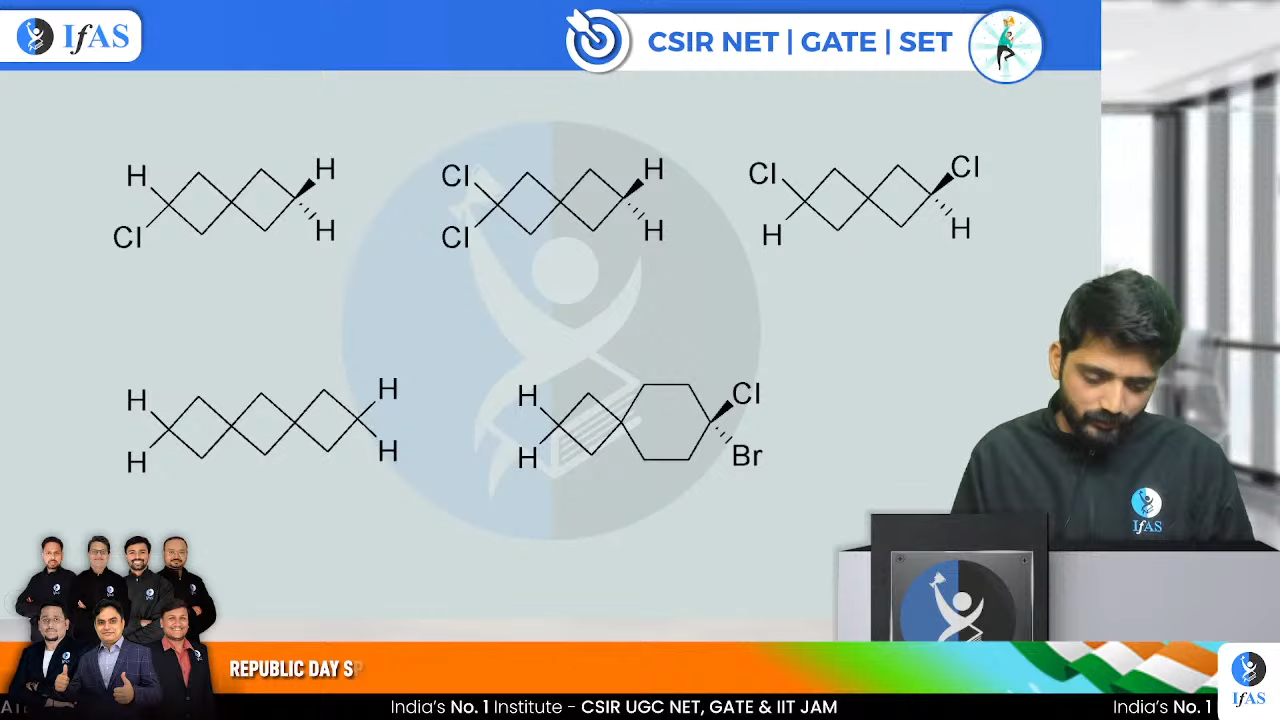 IfAS
CSIR NET | GATE | SET
H
H
Cl
H
Cl
H
Cl
H
Cl
Cl
H
H
H
H
H
H
H
Cl
H
Br
IfAS
REPUBLIC DAY S
India's No. 1 Institute - CSIR UGC NET, GATE & IIT JAM
India's No. 1
IfAS